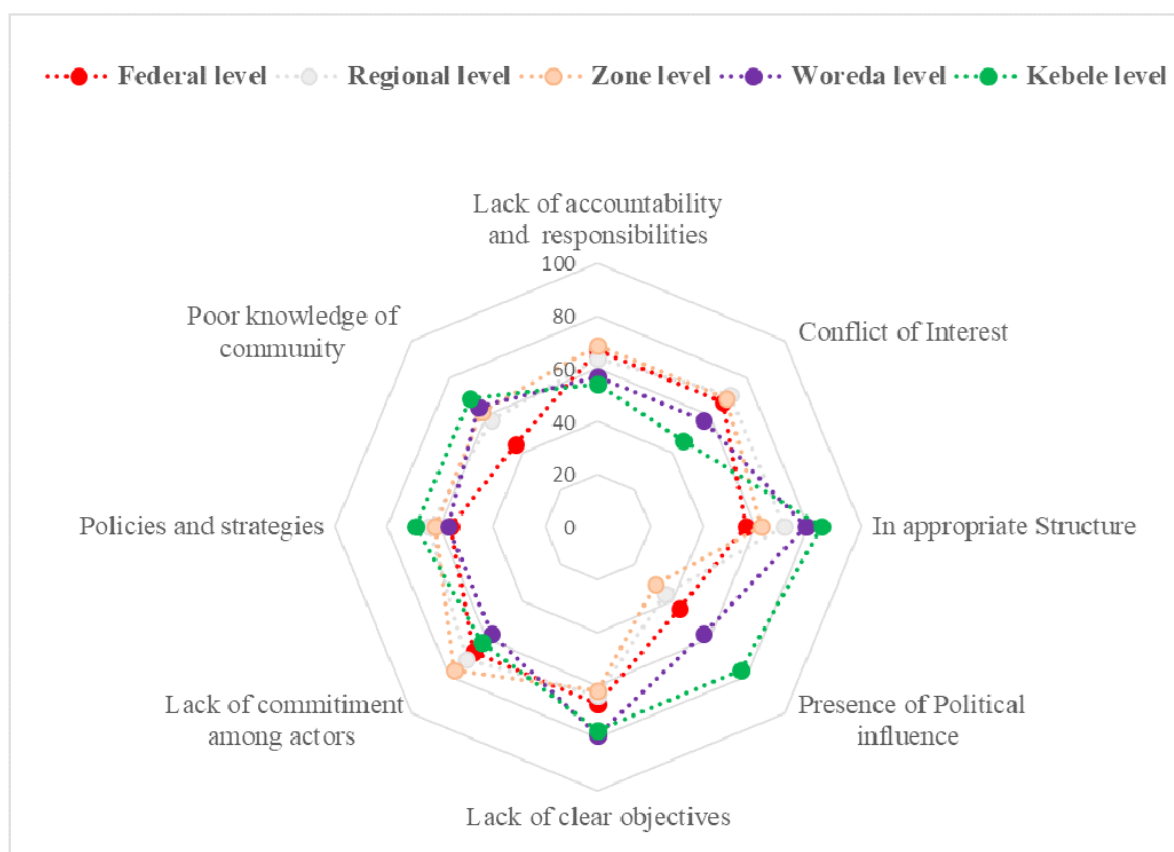 Federal level Regional level Zone level Woreda level Kebele level
Lack of accountability
and responsibilities
100
Poor knowledge of
community
80
Conflict of Interest
60
40
20
Policies and strategies
0
In appropriate Structure
Lack of commitiment
among actors
Presence of Political
influence
Lack of clear objectives